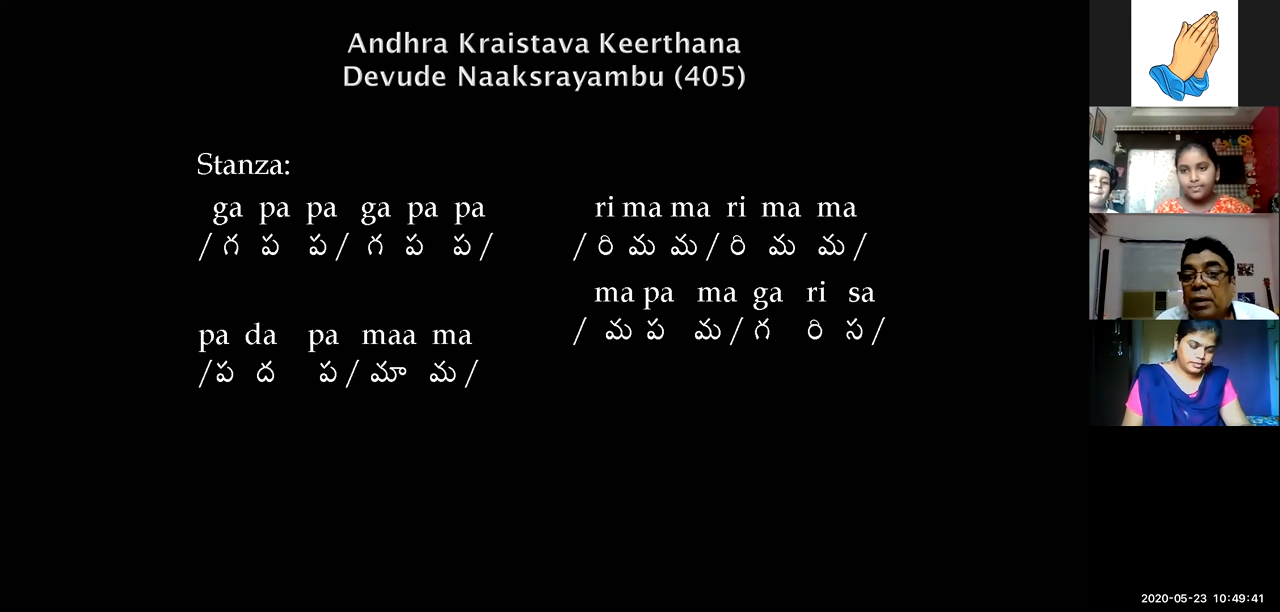 Andhra Kraistava Keerthana
Devude Naaksrayambu (405)
Stanza:
ga pa pa ga pa pa
/ గ ప ప / గ ప ప /
pa da pa maa ma
/ ప ద ప / మా మ /
ri ma ma ri ma ma
/ రి మ మ / రి మ మ /
ma pa ma ga ri sa
/ మ ప మ / గ రి స /
2020-05-23 10:49:41